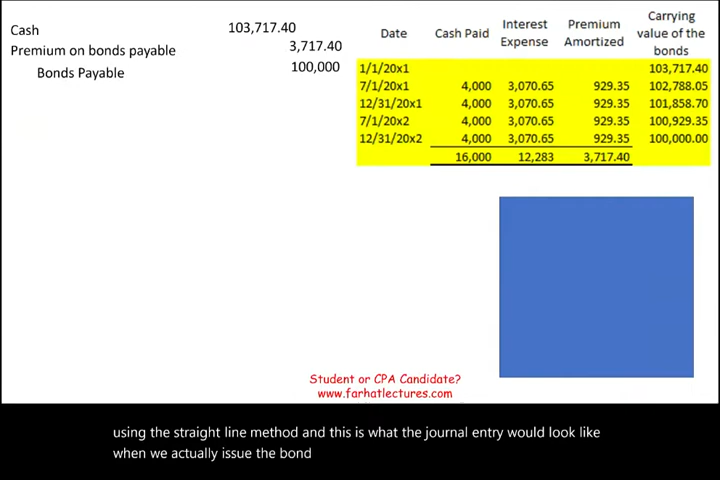 Cash 103,717.40
Premium on bonds payable 3,717.40
Bonds Payable 100,000
Date Cash Paid Interest Expense Premium Amortized Carrying value of the bonds
1/1/20x1 103,717.40
7/1/20x1 4,000 3,070.65 929.35 102,788.05
12/31/20x1 4,000 3,070.65 929.35 101,858.70
7/1/20x2 4,000 3,070.65 929.35 100,929.35
12/31/20x2 4,000 3,070.65 929.35 100,000.00
16,000 12,283 3,717.40
Student or CPA Candidate?
www.farhatlectures.com
using the straight line method and this is what the journal entry would look like
when we actually issue the bond